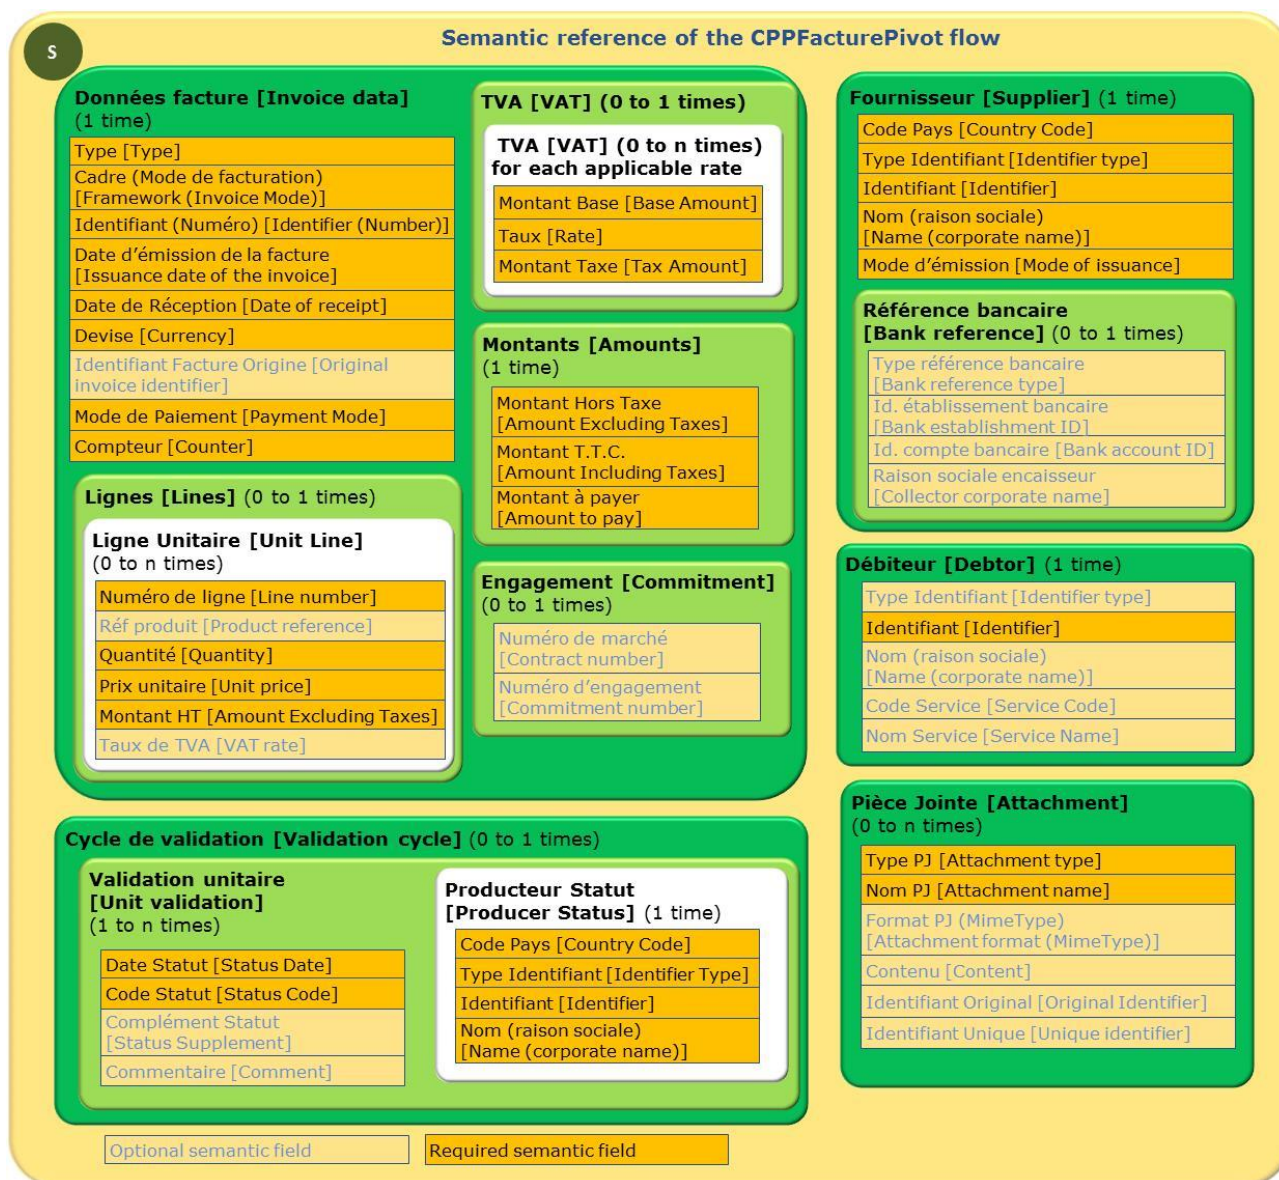 S
Semantic reference of the CPPFacturePivot flow
Données facture [Invoice data]
(1 time)
Type [Type]
Cadre (Mode de facturation)
[Framework (Invoice Mode)]
Identifiant (Numéro) [Identifier (Number)]
Date d'émission de la facture
[Issuance date of the invoice]
Date de Réception [Date of receipt]
Devise [Currency]
Identifiant Facture Origine [Original
invoice identifier]
Mode de Paiement [Payment Mode]
Compteur [Counter]
Lignes [Lines] (0 to 1 times)
Ligne Unitaire [Unit Line]
(0 to n times)
Numéro de ligne [Line number]
Réf produit [Product reference]
Quantité [Quantity]
Prix unitaire [Unit price]
Montant HT [Amount Excluding Taxes]
Taux de TVA [VAT rate]
TVA [VAT] (0 to 1 times)
TVA [VAT] (0 to n times)
for each applicable rate
Montant Base [Base Amount]
Taux [Rate]
Montant Taxe [Tax Amount]
Montants [Amounts]
(1 time)
Montant Hors Taxe
[Amount Excluding Taxes]
Montant T.T.C.
[Amount Including Taxes]
Montant à payer
[Amount to pay]
Engagement [Commitment]
(0 to 1 times)
Numéro de marché
[Contract number]
Numéro d'engagement
[Commitment number]
Fournisseur [Supplier] (1 time)
Code Pays [Country Code]
Type Identifiant [Identifier type]
Identifiant [Identifier]
Nom (raison sociale)
[Name (corporate name)]
Mode d'émission [Mode of issuance]
Référence bancaire
[Bank reference] (0 to 1 times)
Type référence bancaire
[Bank reference type]
Id. établissement bancaire
[Bank establishment ID]
Id. compte bancaire [Bank account ID]
Raison sociale encaisseur
[Collector corporate name]
Débiteur [Debtor] (1 time)
Type Identifiant [Identifier type]
Identifiant [Identifier]
Nom (raison sociale)
[Name (corporate name)]
Code Service [Service Code]
Nom Service [Service Name]
Pièce Jointe [Attachment]
(0 to n times)
Type PJ [Attachment type]
Nom PJ [Attachment name]
Format PJ (MimeType)
[Attachment format (MimeType)]
Contenu [Content]
Identifiant Original [Original Identifier]
Identifiant Unique [Unique identifier]
Cycle de validation [Validation cycle] (0 to 1 times)
Validation unitaire
[Unit validation]
(1 to n times)
Date Statut [Status Date]
Code Statut [Status Code]
Complément Statut
[Status Supplement]
Commentaire [Comment]
Producteur Statut
[Producer Status] (1 time)
Code Pays [Country Code]
Type Identifiant [Identifier Type]
Identifiant [Identifier]
Nom (raison sociale)
[Name (corporate name)]
Optional semantic field
Required semantic field